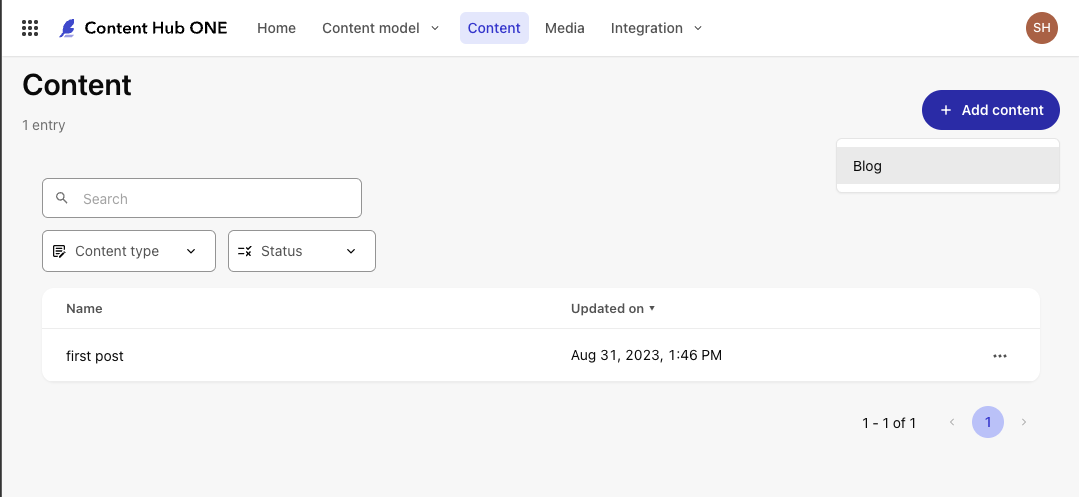 Content Hub ONE Home Content model Content Media Integration SH
Content
+ Add content
1 entry
Blog
Search
Content type Status
Name Updated on
first post Aug 31, 2023, 1:46 PM ...
1 - 1 of 1 < 1 >